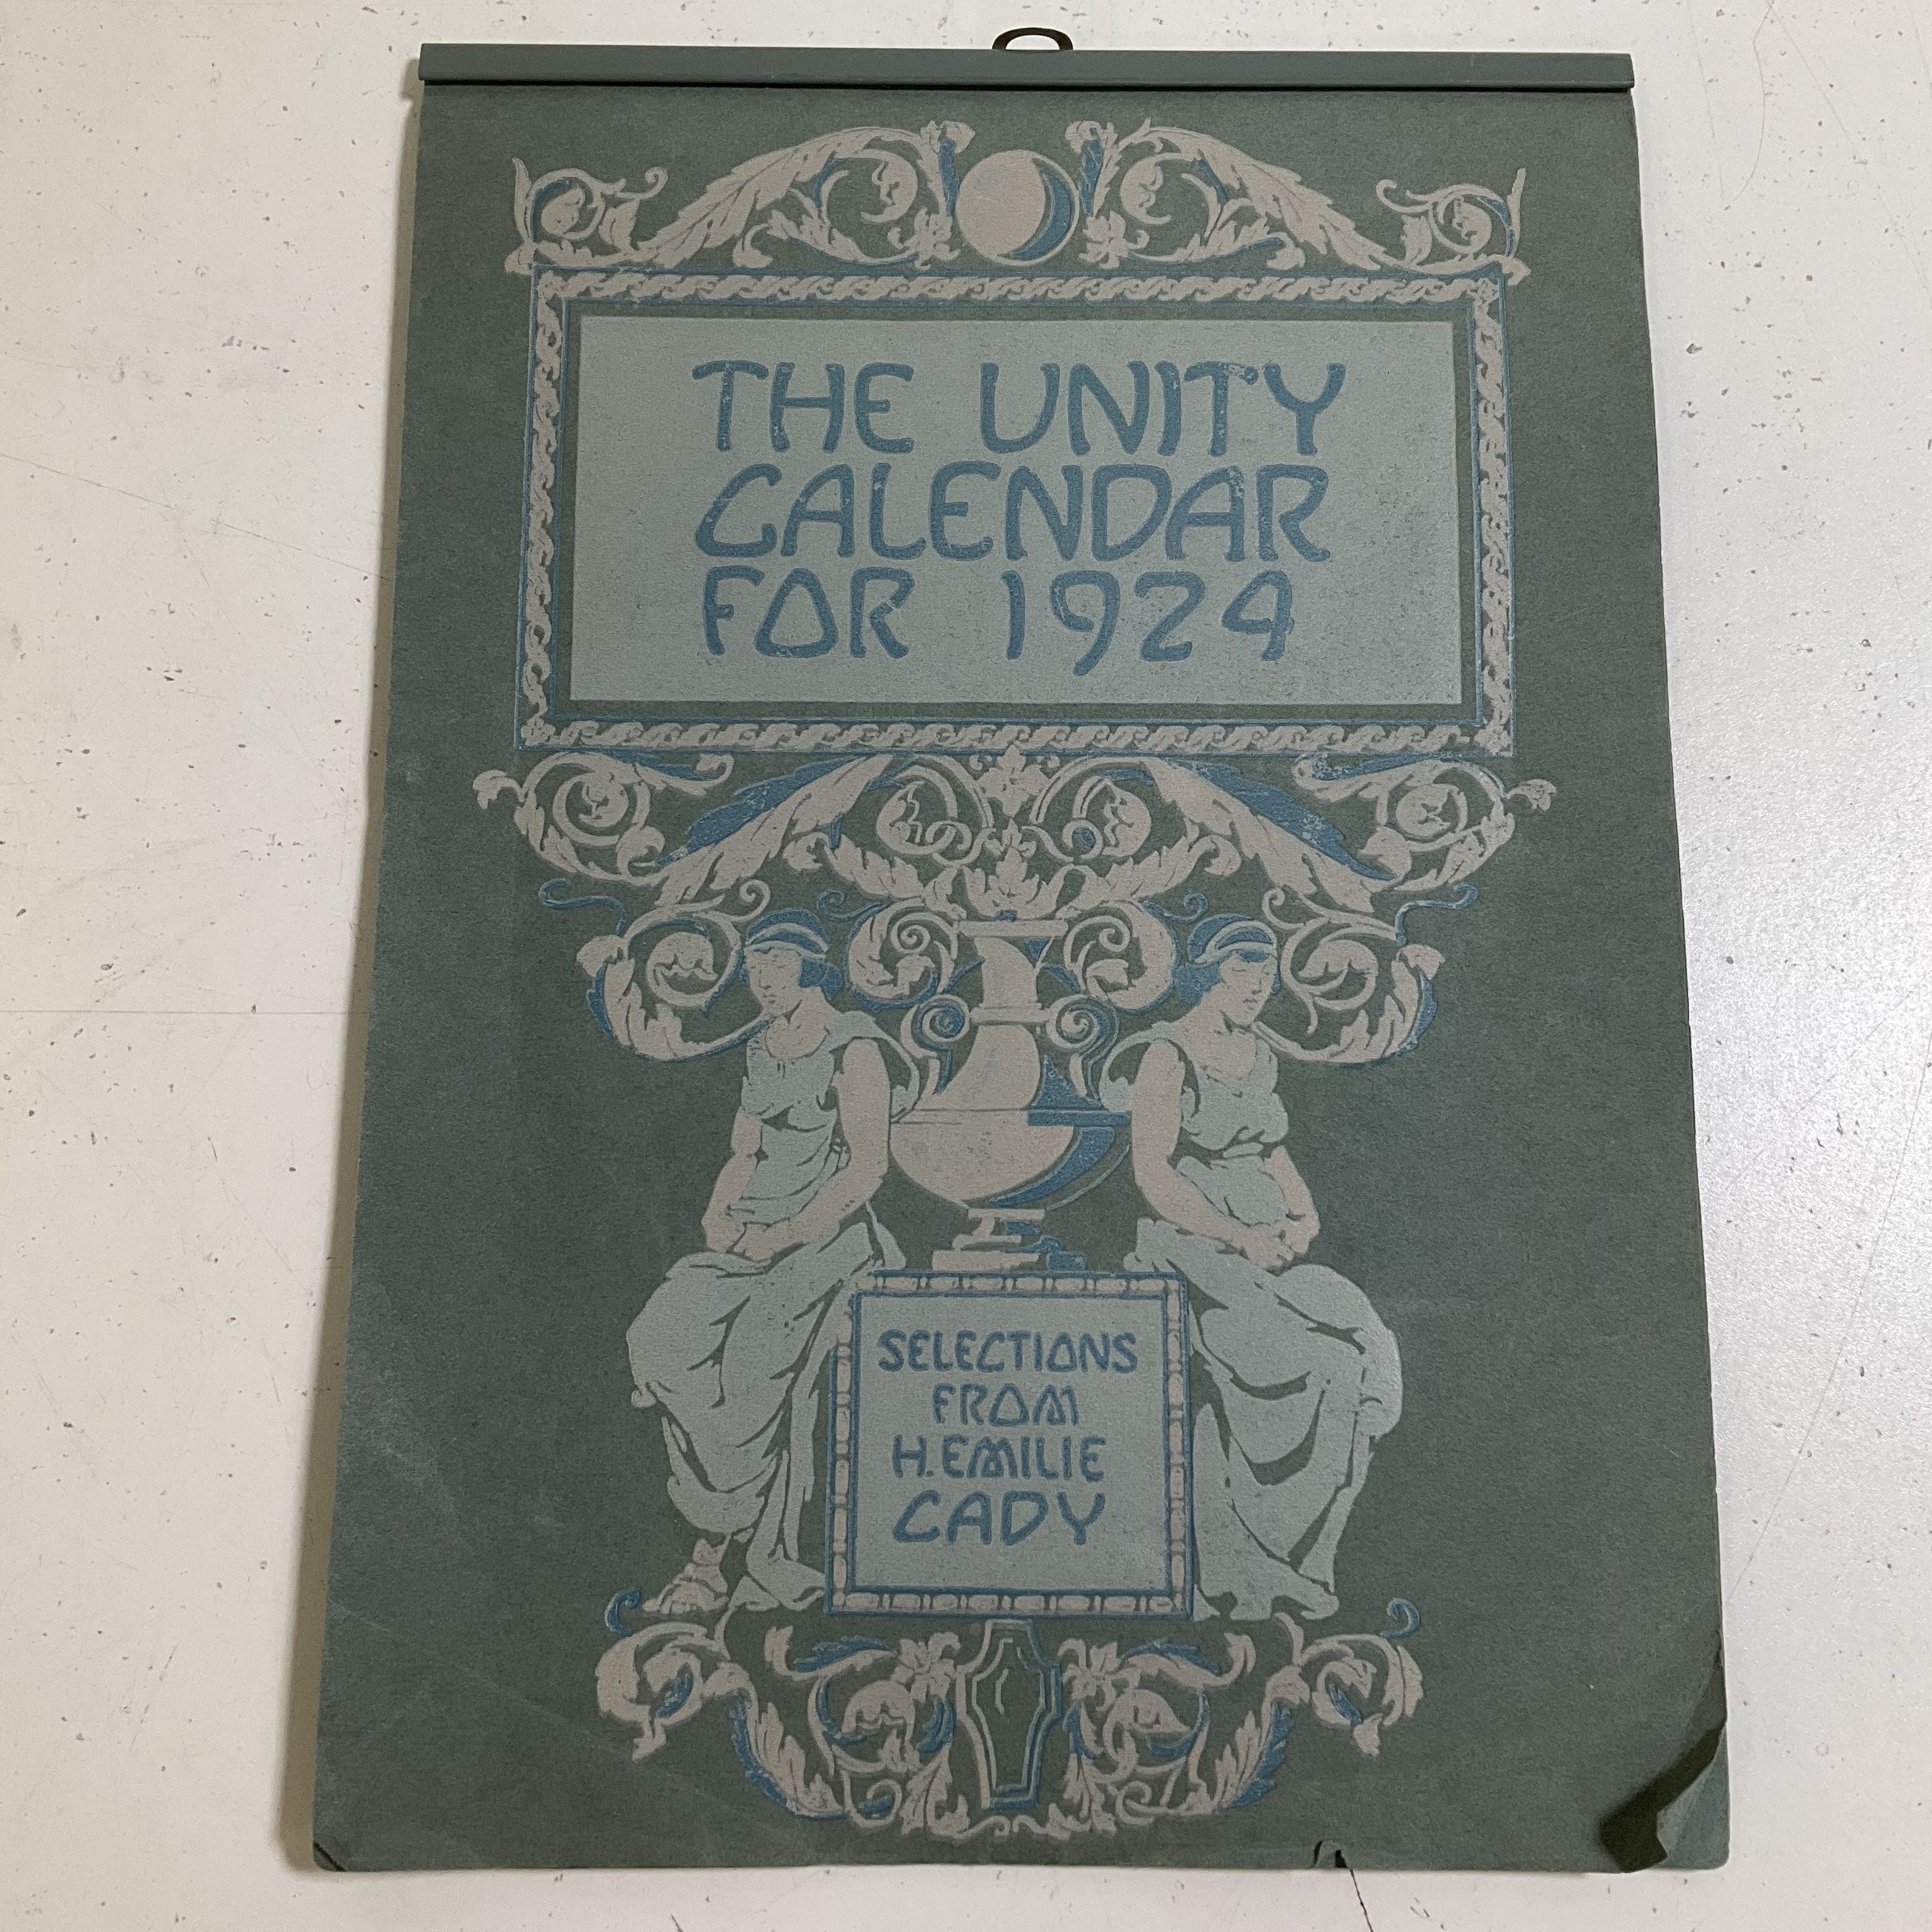 THE UNITY
CALENDAR
FOR 1924
SELECTIONS
FROM
H. EMILIE
CADY